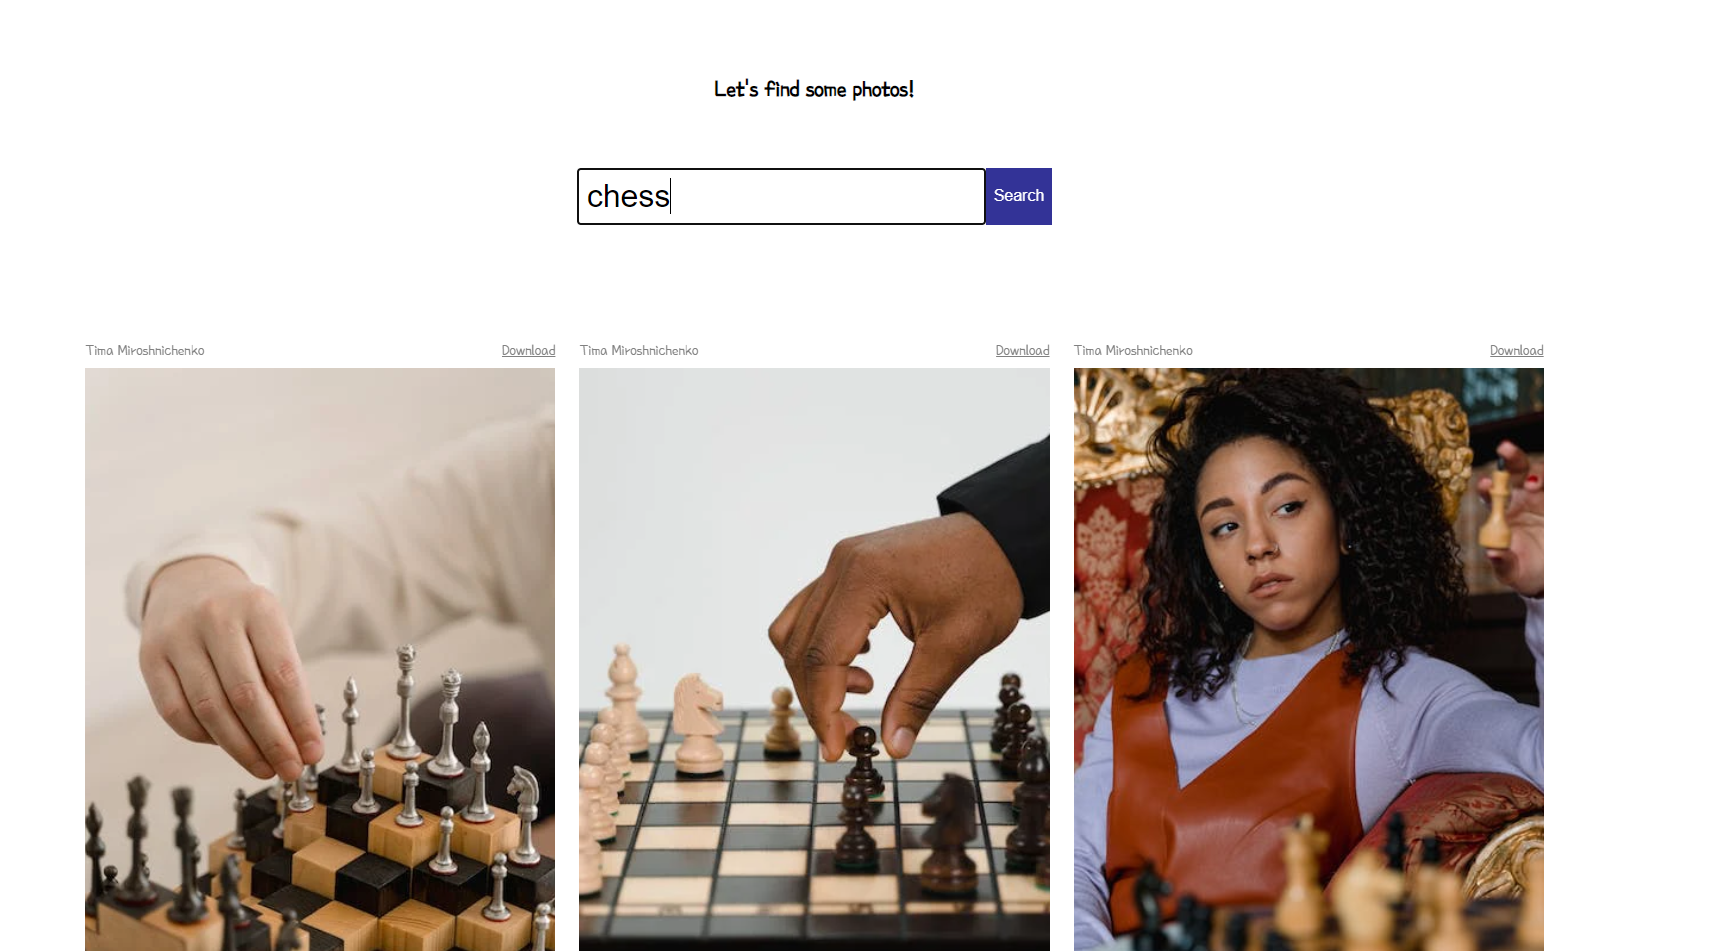 Let's find some photos!
chess
Search
Tima Miroshnichenko
Download
Tima Miroshnichenko
Download
Tima Miroshnichenko
Download